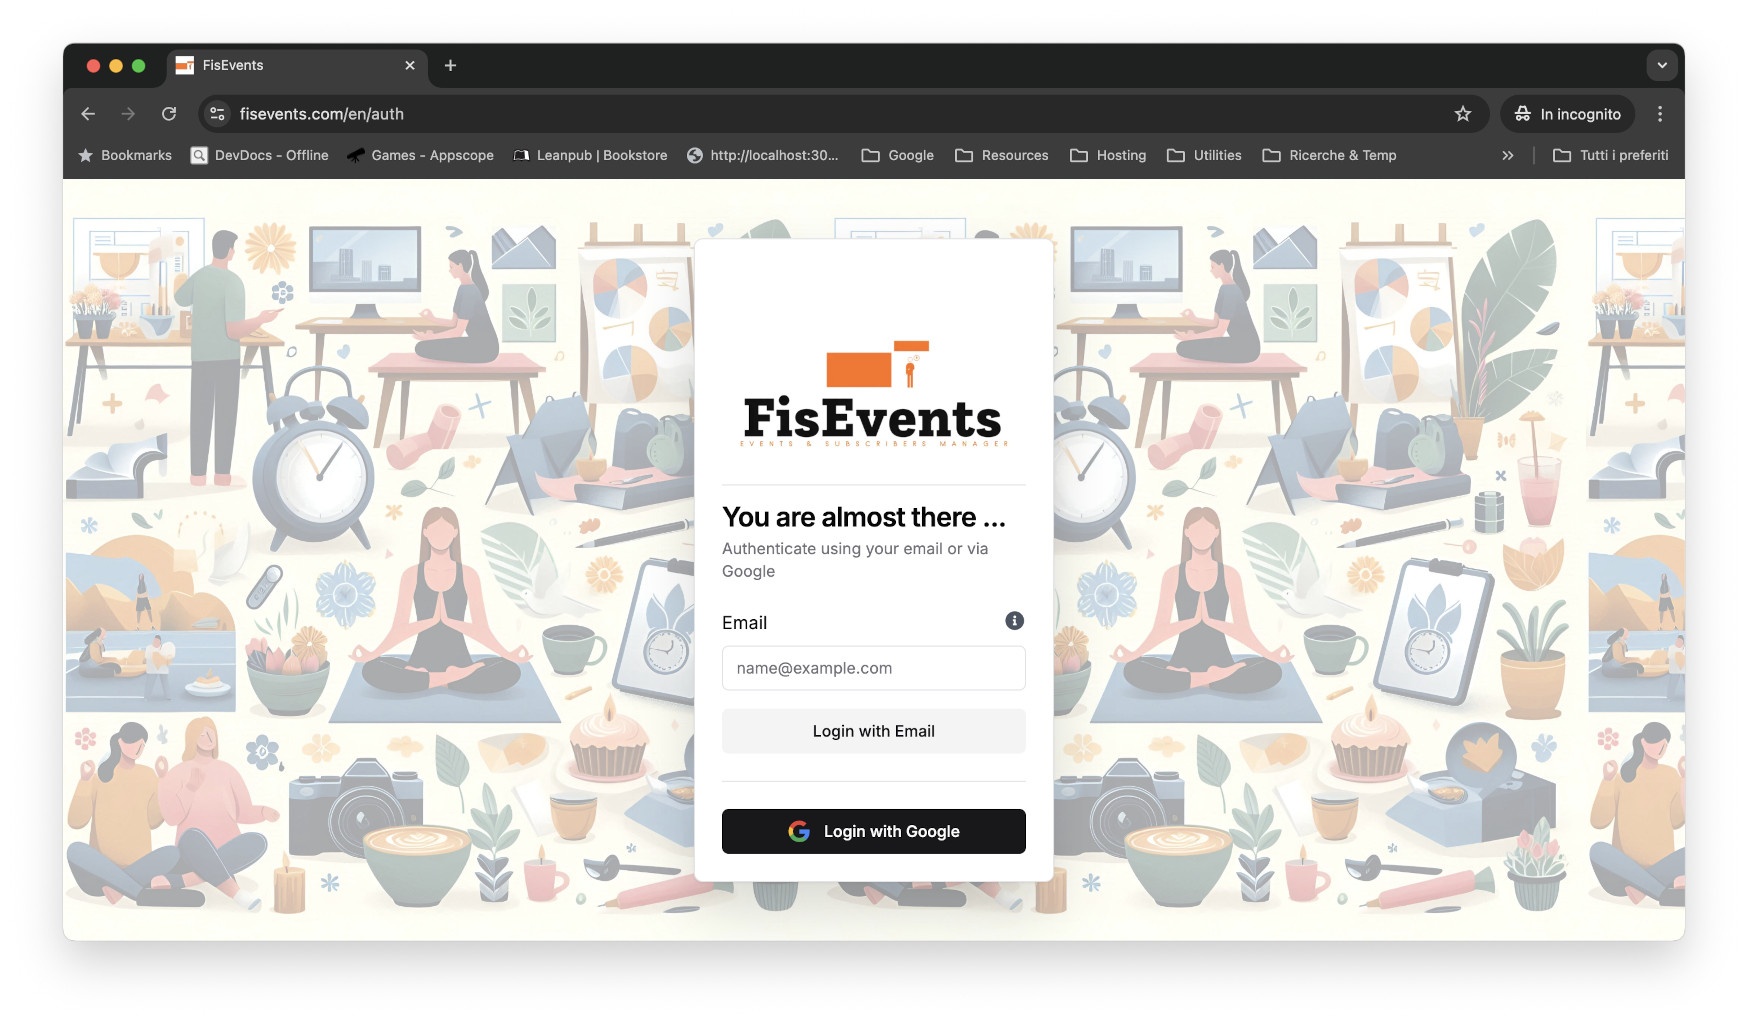 FisEvents
fisevents.com/en/auth
In incognito
Bookmarks
DevDocs - Offline
Games - Appscope
Leanpub | Bookstore
http://localhost:30...
Google
Resources
Hosting
Utilities
Ricerche & Temp
Tutti i preferiti
FisEvents
EVENTS & SUBSCRIBERS MANAGER
You are almost there ...
Authenticate using your email or via
Google
Email
name@example.com
Login with Email
Login with Google